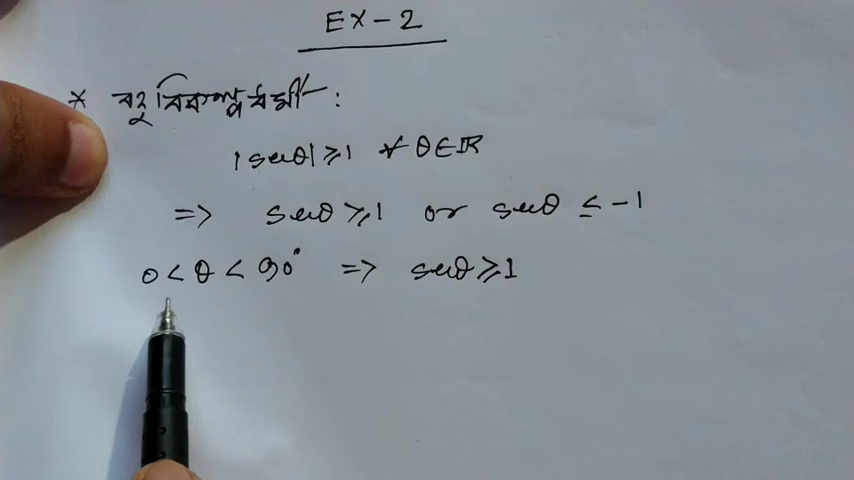 EX-2
* বহু বিকল্পধর্মী :
|secθ| ≥ 1 ∀ θ∈ℝ
=> secθ ≥ 1 or secθ ≤ -1
0 < θ < 90° => secθ ≥ 1